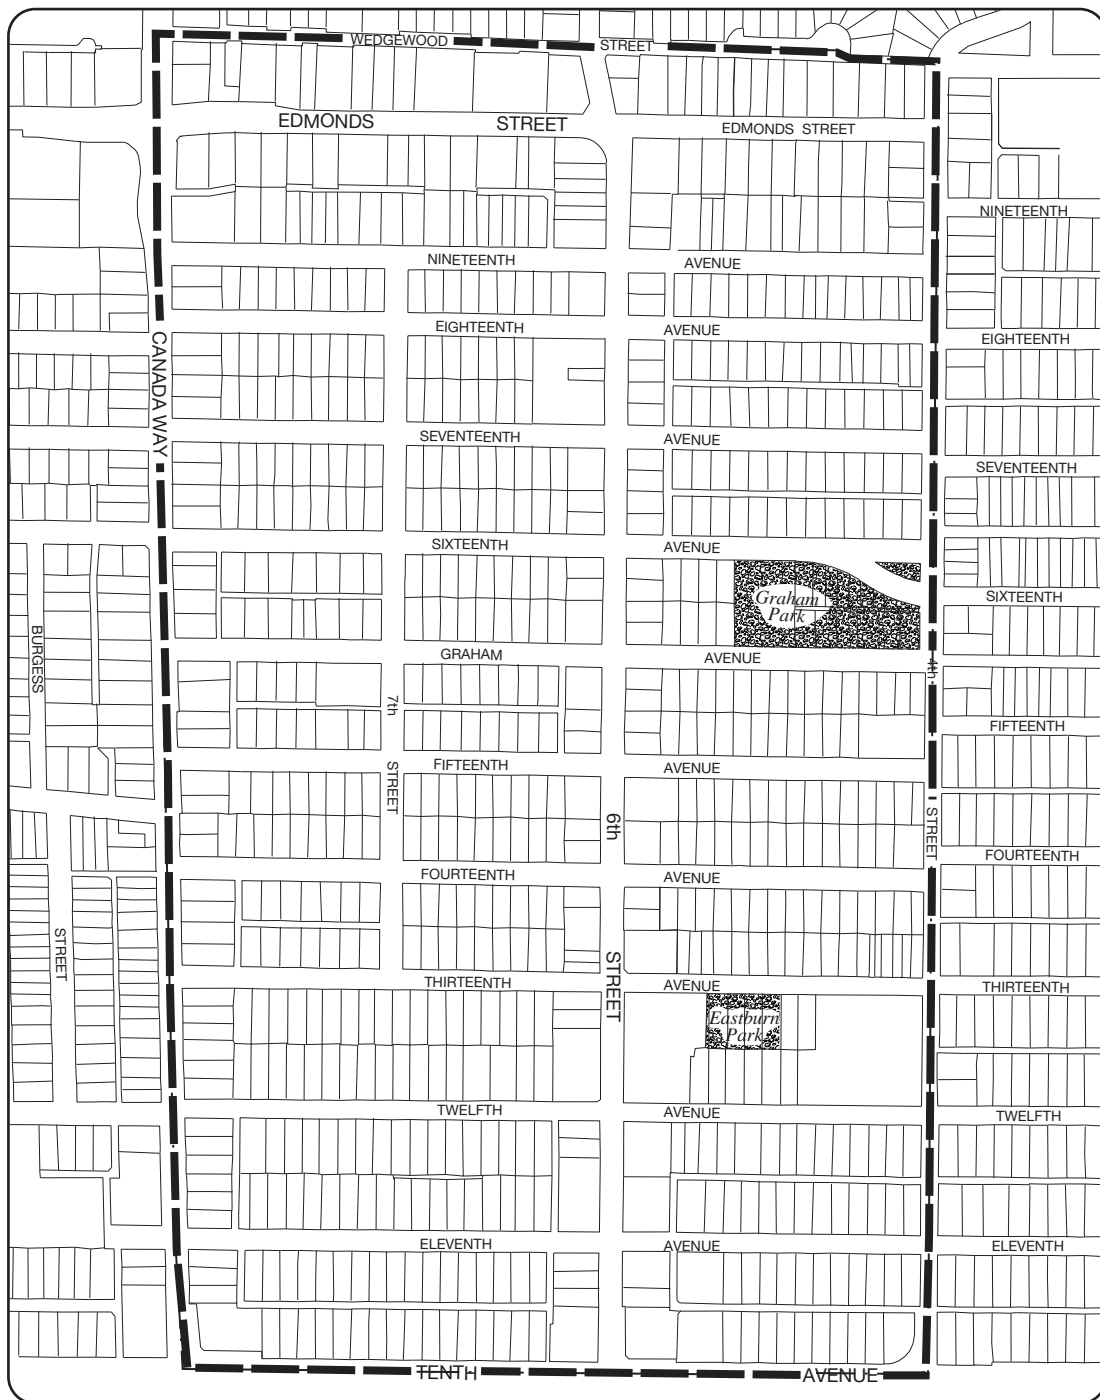 WEDGEWOOD STREET
EDMONDS STREET
EDMONDS STREET
NINETEENTH
NINETEENTH AVENUE
EIGHTEENTH AVENUE
EIGHTEENTH
CANADA WAY
SEVENTEENTH AVENUE
SEVENTEENTH
SIXTEENTH AVENUE
Graham
Park
SIXTEENTH
BURGESS
GRAHAM AVENUE
4th
7th
FIFTEENTH
FIFTEENTH AVENUE
STREET
6th
STREET
FOURTEENTH
FOURTEENTH AVENUE
STREET
STREET
THIRTEENTH AVENUE
THIRTEENTH
Eastburn
Park
TWELFTH AVENUE
TWELFTH
ELEVENTH AVENUE
ELEVENTH
TENTH AVENUE